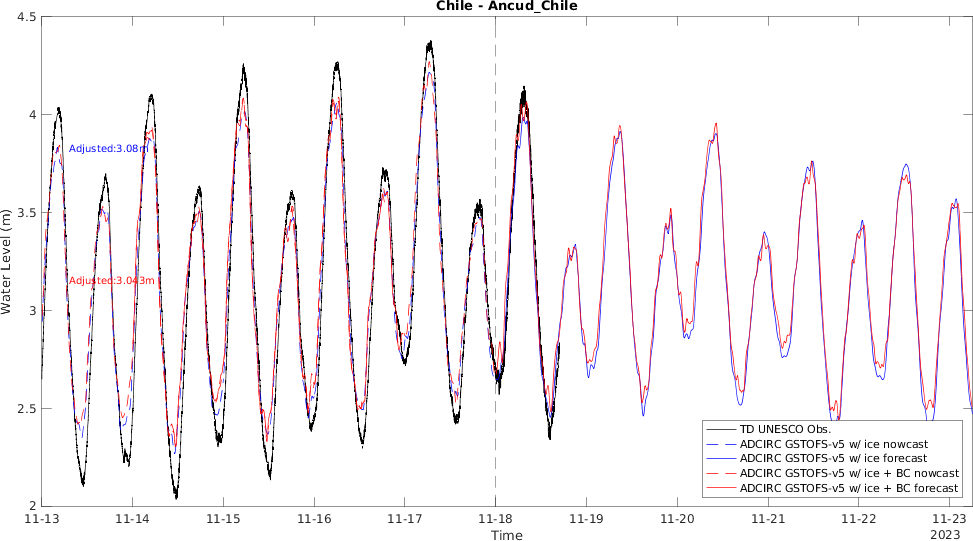 Chile - Ancud_Chile
4.5
4
3.5
3
2.5
2
Water Level (m)
Adjusted:3.08m
Adjusted:3.043m
TD UNESCO Obs.
ADCIRC GSTOFS-v5 w/ ice nowcast
ADCIRC GSTOFS-v5 w/ ice forecast
ADCIRC GSTOFS-v5 w/ ice + BC nowcast
ADCIRC GSTOFS-v5 w/ ice + BC forecast
11-13 11-14 11-15 11-16 11-17 11-18 11-19 11-20 11-21 11-22 11-23
Time
2023